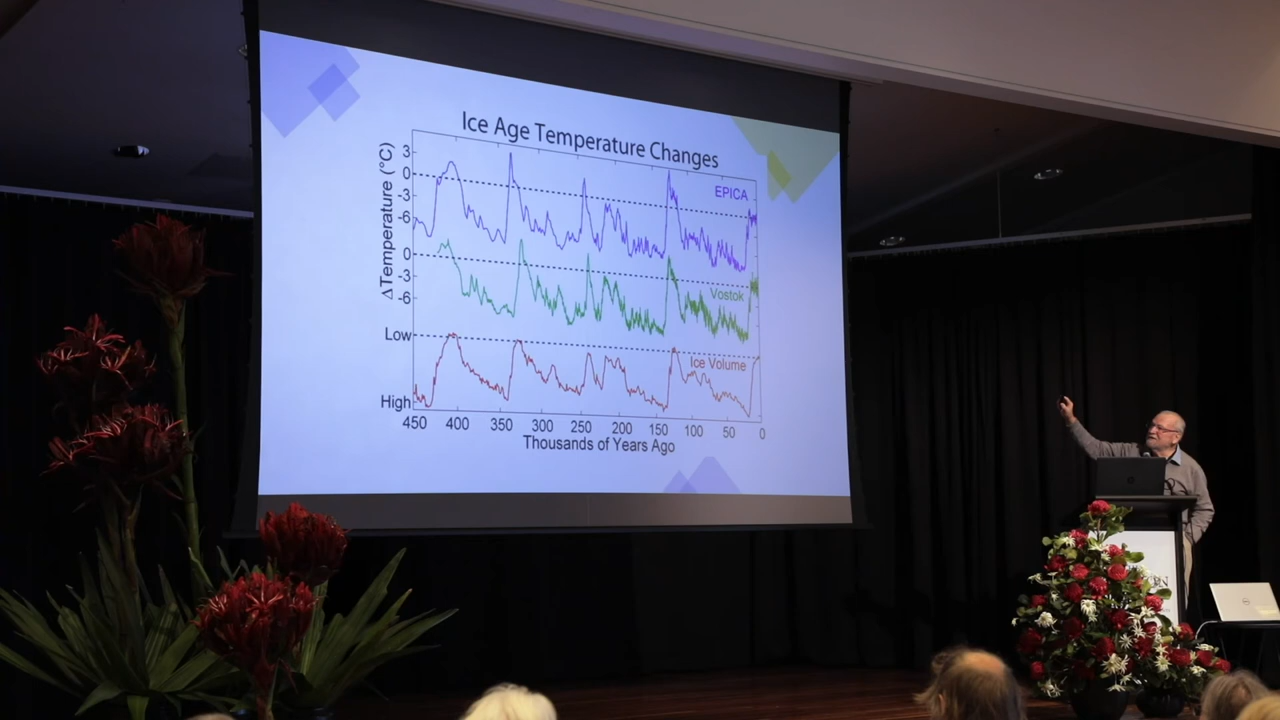 Ice Age Temperature Changes
ΔTemperature (°C)
3
0
-3
-6
EPICA
0
-3
-6
Vostok
Low
High
Ice Volume
450 400 350 300 250 200 150 100 50 0
Thousands of Years Ago